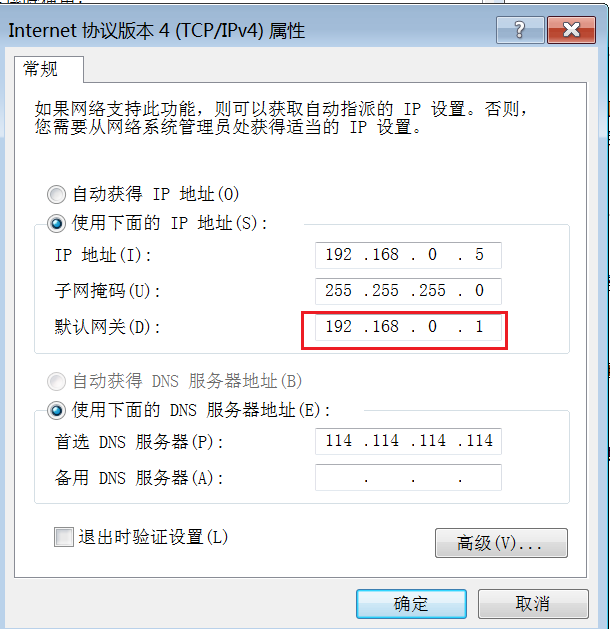 Internet 协议版本 4 (TCP/IPv4) 属性
常规
如果网络支持此功能，则可以获取自动指派的 IP 设置。否则，
您需要从网络系统管理员处获得适当的 IP 设置。
自动获得 IP 地址(O)
使用下面的 IP 地址(S):
IP 地址(I): 192 .168 . 0 . 5
子网掩码(U): 255 .255 .255 . 0
默认网关(D): 192 .168 . 0 . 1
自动获得 DNS 服务器地址(B)
使用下面的 DNS 服务器地址(E):
首选 DNS 服务器(P): 114 .114 .114 .114
备用 DNS 服务器(A): . . .
退出时验证设置(L)
高级(V)...
确定 取消